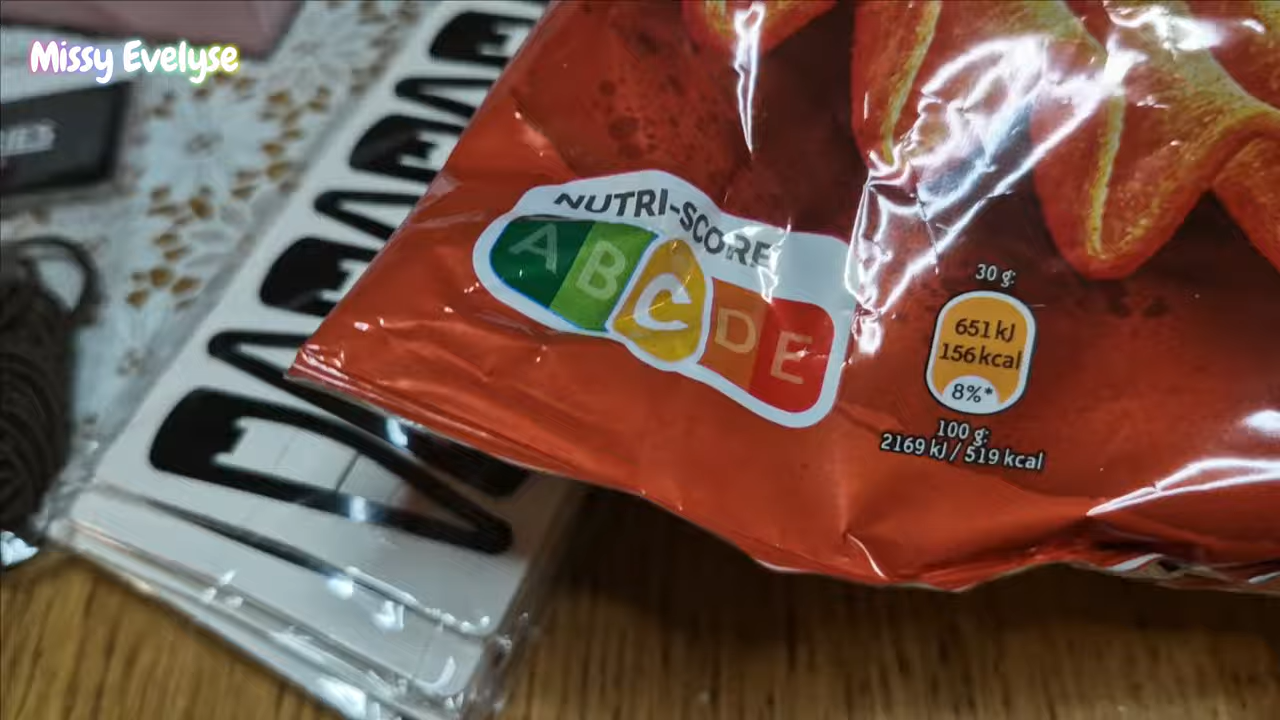 Missy Evelyse
NUTRI-SCORE
A B C D E
30 g:
651 kJ
156 kcal
8%*
100 g:
2169 kJ / 519 kcal